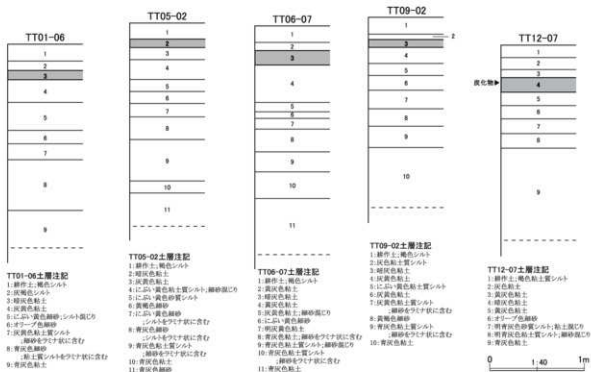 TT01-06
1
2
3
4
5
6
7
8
9
TT01-06土層注記
1:耕作土;褐色シルト
2:灰褐色シルト
3:暗灰色粘土
4:灰黄色粘土
5:にぶい黄色細砂;シルト混じり
6:オリーブ色細砂
7:灰黄色粘土質シルト
;細砂をラミナ状に含む
8:青灰色細砂
;粘土質シルトをラミナ状に含む
9:青灰色粘土
TT05-02
1
2
3
4
5
6
7
8
9
10
11
TT05-02土層注記
1:耕作土;褐色シルト
2:暗灰色粘土
3:灰黄色粘土
4:にぶい黄色粘土質シルト;細砂混じり
5:にぶい黄色砂質シルト
6:黄褐色細砂
7:にぶい黄色細砂
;シルトをラミナ状に含む
8:青灰色細砂
;シルトをラミナ状に含む
9:青灰色粘土質シルト
;細砂をラミナ状に含む
10:青灰色粘土
11:青灰色細砂
TT06-07
1
2
3
4
5
6
7
8
9
10
11
TT06-07土層注記
1:耕作土;褐色シルト
2:黄灰色粘土
3:暗灰色粘土
4:黄灰色粘土
5:灰黄色粘土;細砂混じり
6:にぶい黄色細砂
7:明黄灰色粘土
8:青灰色粘土;細砂をラミナ状に含む
9:青灰色粘土質シルト;細砂混じり
10:青灰色粘土質シルト
;細砂をラミナ状に含む
11:青灰色粘土
TT09-02
1
2
3
4
5
6
7
8
9
10
TT09-02土層注記
1:耕作土;褐色シルト
2:灰色粘土質シルト
3:暗灰色粘土
4:灰黄色粘土
5:にぶい黄色粘土質シルト
6:灰黄色粘土
7:灰黄色粘土質シルト
;細砂をラミナ状に含む
8:黄褐色細砂
9:青灰色粘土質シルト
;細砂をラミナ状に含む
10:青灰色粘土
TT12-07
1
2
3
炭化物▶
4
5
6
7
8
9
TT12-07土層注記
1:耕作土;褐色シルト
2:灰色粘土
3:黄灰色粘土
4:暗灰色粘土
5:黄灰色粘土
6:オリーブ色細砂
7:明青灰色砂質シルト;粘土混じり
8:明青灰色粘土質シルト;細砂混じり
9:青灰色粘土
0 1:40 1m